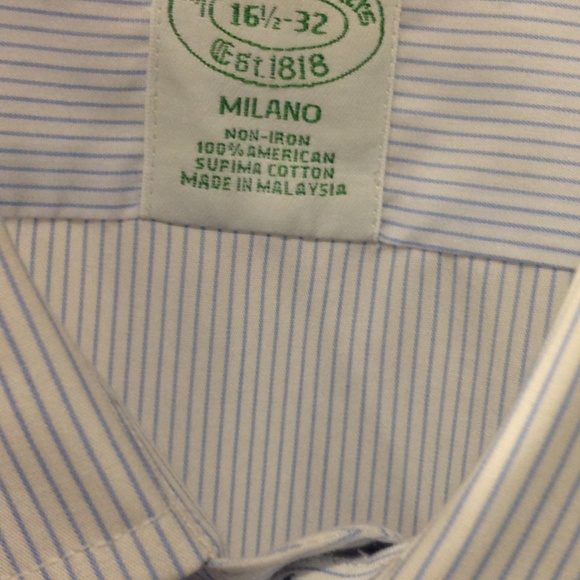 16½-32
Est.1818
MILANO
NON-IRON
100% AMERICAN
SUPIMA COTTON
MADE IN MALAYSIA